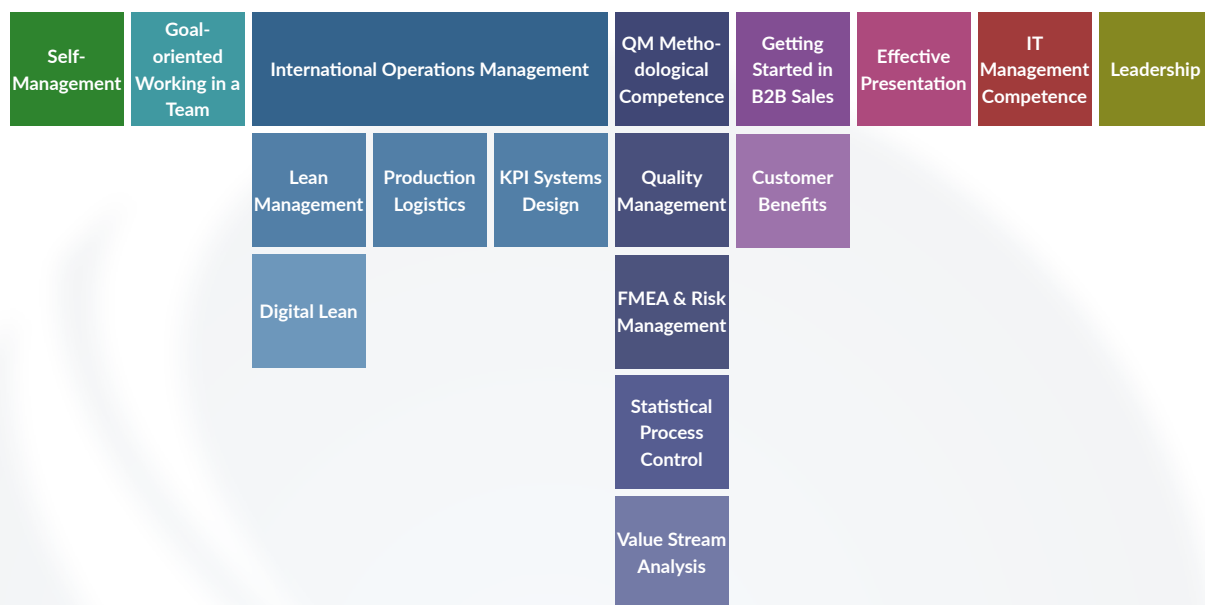 Self-
Management
Goal-
oriented
Working in a
Team
International Operations Management
QM Metho-
dological
Competence
Getting
Started in
B2B Sales
Effective
Presentation
IT
Management
Competence
Leadership
Lean
Management
Production
Logistics
KPI Systems
Design
Quality
Management
Customer
Benefits
Digital Lean
FMEA & Risk
Management
Statistical
Process
Control
Value Stream
Analysis